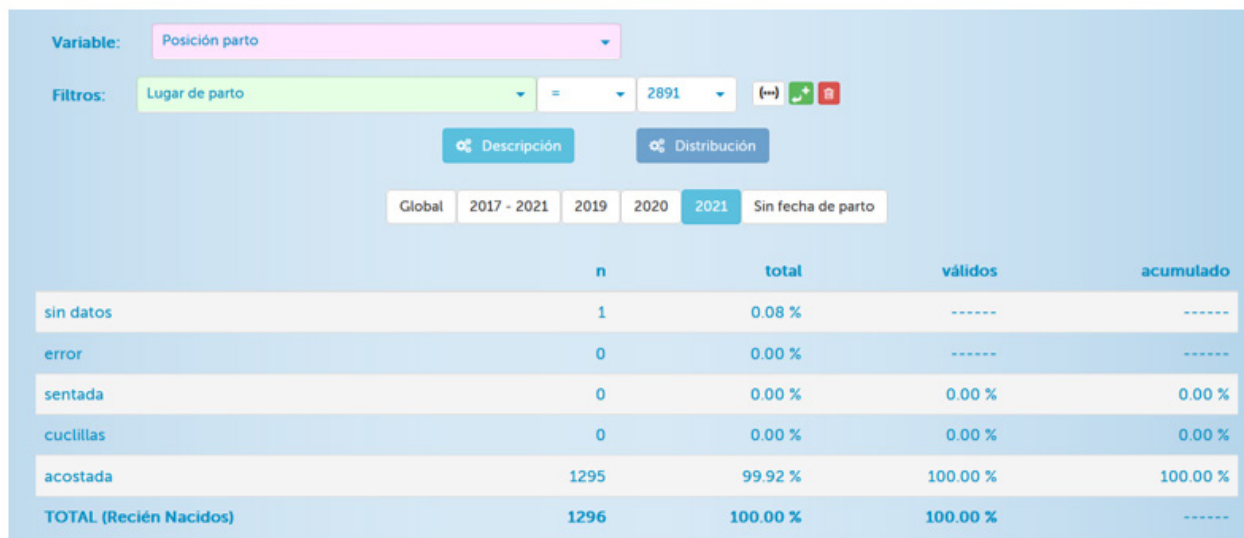 Variable: Posición parto
Filtros: Lugar de parto = 2891 (···)
Descripción Distribución
Global 2017 - 2021 2019 2020 2021 Sin fecha de parto
n total válidos acumulado
sin datos 1 0.08 % ------ ------
error 0 0.00 % ------ ------
sentada 0 0.00 % 0.00 % 0.00 %
cuclillas 0 0.00 % 0.00 % 0.00 %
acostada 1295 99.92 % 100.00 % 100.00 %
TOTAL (Recién Nacidos) 1296 100.00 % 100.00 % ------